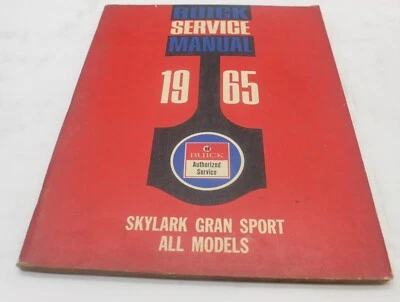 BUICK
SERVICE
MANUAL
19 65
BUICK
Authorized
Service
SKYLARK GRAN SPORT
ALL MODELS